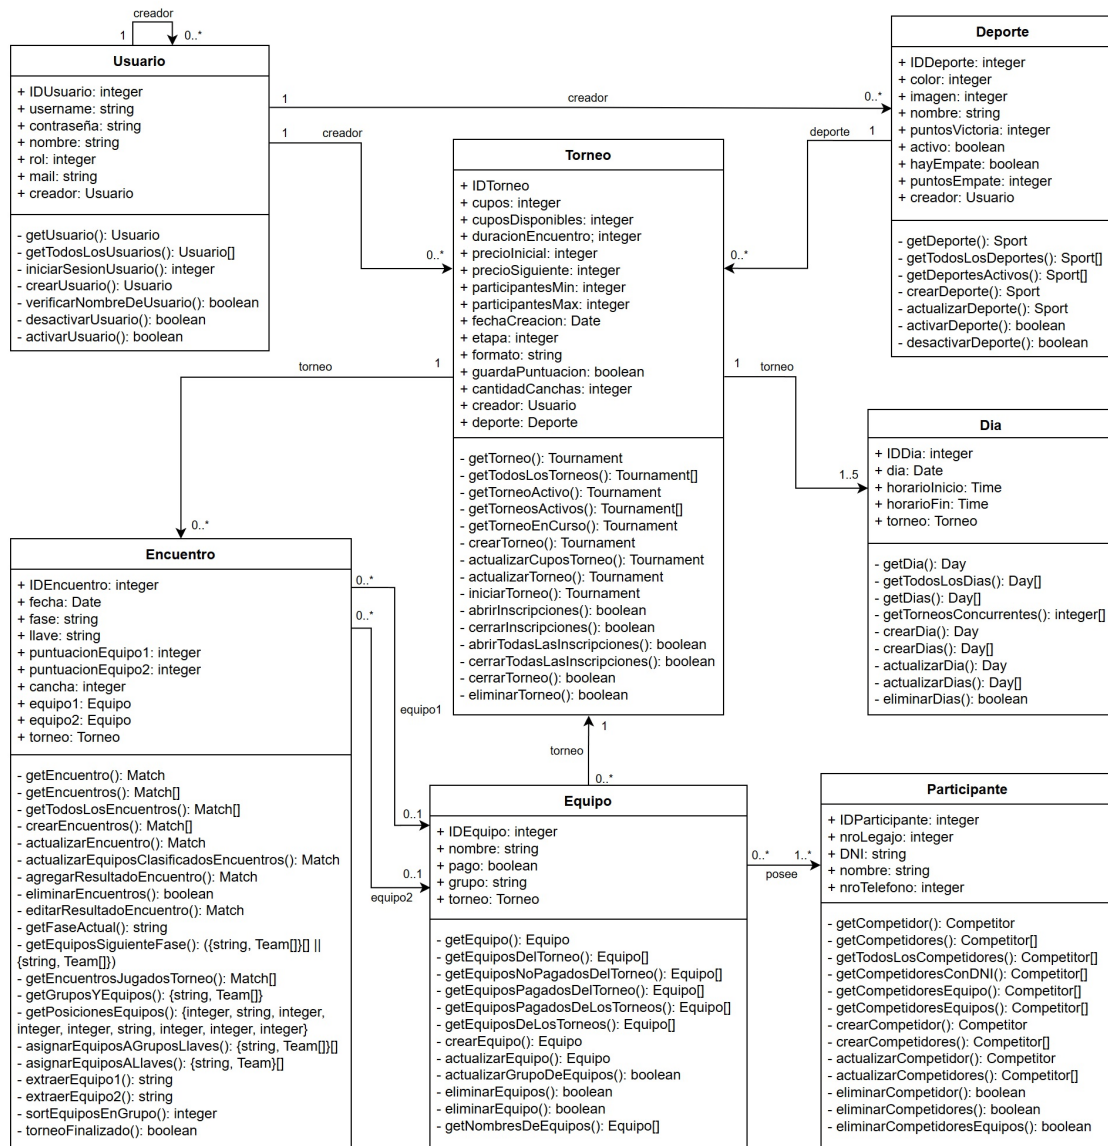 creador
1
0..*
Usuario
+ IDUsuario: integer
+ username: string
+ contraseña: string
+ nombre: string
+ rol: integer
+ mail: string
+ creador: Usuario
- getUsuario(): Usuario
- getTodosLosUsuarios(): Usuario[]
- iniciarSesionUsuario(): integer
- crearUsuario(): Usuario
- verificarNombreDeUsuario(): boolean
- desactivarUsuario(): boolean
- activarUsuario(): boolean
1
creador
0..*
1
creador
0..*
Deporte
+ IDDeporte: integer
+ color: integer
+ imagen: integer
+ nombre: string
+ puntosVictoria: integer
+ activo: boolean
+ hayEmpate: boolean
+ puntosEmpate: integer
+ creador: Usuario
- getDeporte(): Sport
- getTodosLosDeportes(): Sport[]
- getDeportesActivos(): Sport[]
- crearDeporte(): Sport
- actualizarDeporte(): Sport
- activarDeporte(): boolean
- desactivarDeporte(): boolean
deporte
1
0..*
Torneo
+ IDTorneo
+ cupos: integer
+ cuposDisponibles: integer
+ duracionEncuentro; integer
+ precioInicial: integer
+ precioSiguiente: integer
+ participantesMin: integer
+ participantesMax: integer
+ fechaCreacion: Date
+ etapa: integer
+ formato: string
+ guardaPuntuacion: boolean
+ cantidadCanchas: integer
+ creador: Usuario
+ deporte: Deporte
- getTorneo(): Tournament
- getTodosLosTorneos(): Tournament[]
- getTorneoActivo(): Tournament
- getTorneosActivos(): Tournament[]
- getTorneoEnCurso(): Tournament
- crearTorneo(): Tournament
- actualizarCuposTorneo(): Tournament
- actualizarTorneo(): Tournament
- iniciarTorneo(): Tournament
- abrirInscripciones(): boolean
- cerrarInscripciones(): boolean
- abrirTodasLasInscripciones(): boolean
- cerrarTodasLasInscripciones(): boolean
- cerrarTorneo(): boolean
- eliminarTorneo(): boolean
torneo
1
0..*
1
torneo
1..5
Dia
+ IDDia: integer
+ dia: Date
+ horarioInicio: Time
+ horarioFin: Time
+ torneo: Torneo
- getDia(): Day
- getTodosLosDias(): Day[]
- getDias(): Day[]
- getTorneosConcurrentes(): integer[]
- crearDia(): Day
- crearDias(): Day[]
- actualizarDia(): Day
- actualizarDias(): Day[]
- eliminarDias(): boolean
Encuentro
+ IDEncuentro: integer
+ fecha: Date
+ fase: string
+ llave: string
+ puntuacionEquipo1: integer
+ puntuacionEquipo2: integer
+ cancha: integer
+ equipo1: Equipo
+ equipo2: Equipo
+ torneo: Torneo
- getEncuentro(): Match
- getEncuentros(): Match[]
- getTodosLosEncuentros(): Match[]
- crearEncuentros(): Match[]
- actualizarEncuentro(): Match
- actualizarEquiposClasificadosEncuentros(): Match
- agregarResultadoEncuentro(): Match
- eliminarEncuentros(): boolean
- editarResultadoEncuentro(): Match
- getFaseActual(): string
- getEquiposSiguienteFase(): ({string, Team[]}[] ||
{string, Team[]})
- getEncuentrosJugadosTorneo(): Match[]
- getGruposYEquipos(): {string, Team[]}
- getPosicionesEquipos(): {integer, string, integer,
integer, integer, string, integer, integer, integer}
- asignarEquiposAGruposLlaves(): {string, Team[]}[]
- asignarEquiposALlaves(): {string, Team}[]
- extraerEquipo1(): string
- extraerEquipo2(): string
- sortEquiposEnGrupo(): integer
- torneoFinalizado(): boolean
0..*
0..*
equipo1
0..1
0..1
equipo2
1
torneo
0..*
Equipo
+ IDEquipo: integer
+ nombre: string
+ pago: boolean
+ grupo: string
+ torneo: Torneo
- getEquipo(): Equipo
- getEquiposDelTorneo(): Equipo[]
- getEquiposNoPagadosDelTorneo(): Equipo[]
- getEquiposPagadosDelTorneo(): Equipo[]
- getEquiposPagadosDeLosTorneos(): Equipo[]
- getEquiposDeLosTorneos(): Equipo[]
- crearEquipo(): Equipo
- actualizarEquipo(): Equipo
- actualizarGrupoDeEquipos(): boolean
- eliminarEquipos(): boolean
- eliminarEquipo(): boolean
- getNombresDeEquipos(): Equipo[]
0..*
1..*
posee
Participante
+ IDParticipante: integer
+ nroLegajo: integer
+ DNI: string
+ nombre: string
+ nroTelefono: integer
- getCompetidor(): Competitor
- getCompetidores(): Competitor[]
- getTodosLosCompetidores(): Competitor[]
- getCompetidoresConDNI(): Competitor[]
- getCompetidoresEquipo(): Competitor[]
- getCompetidoresEquipos(): Competitor[]
- crearCompetidor(): Competitor
- crearCompetidores(): Competitor[]
- actualizarCompetidor(): Competitor
- actualizarCompetidores(): Competitor[]
- eliminarCompetidor(): boolean
- eliminarCompetidores(): boolean
- eliminarCompetidoresEquipos(): boolean